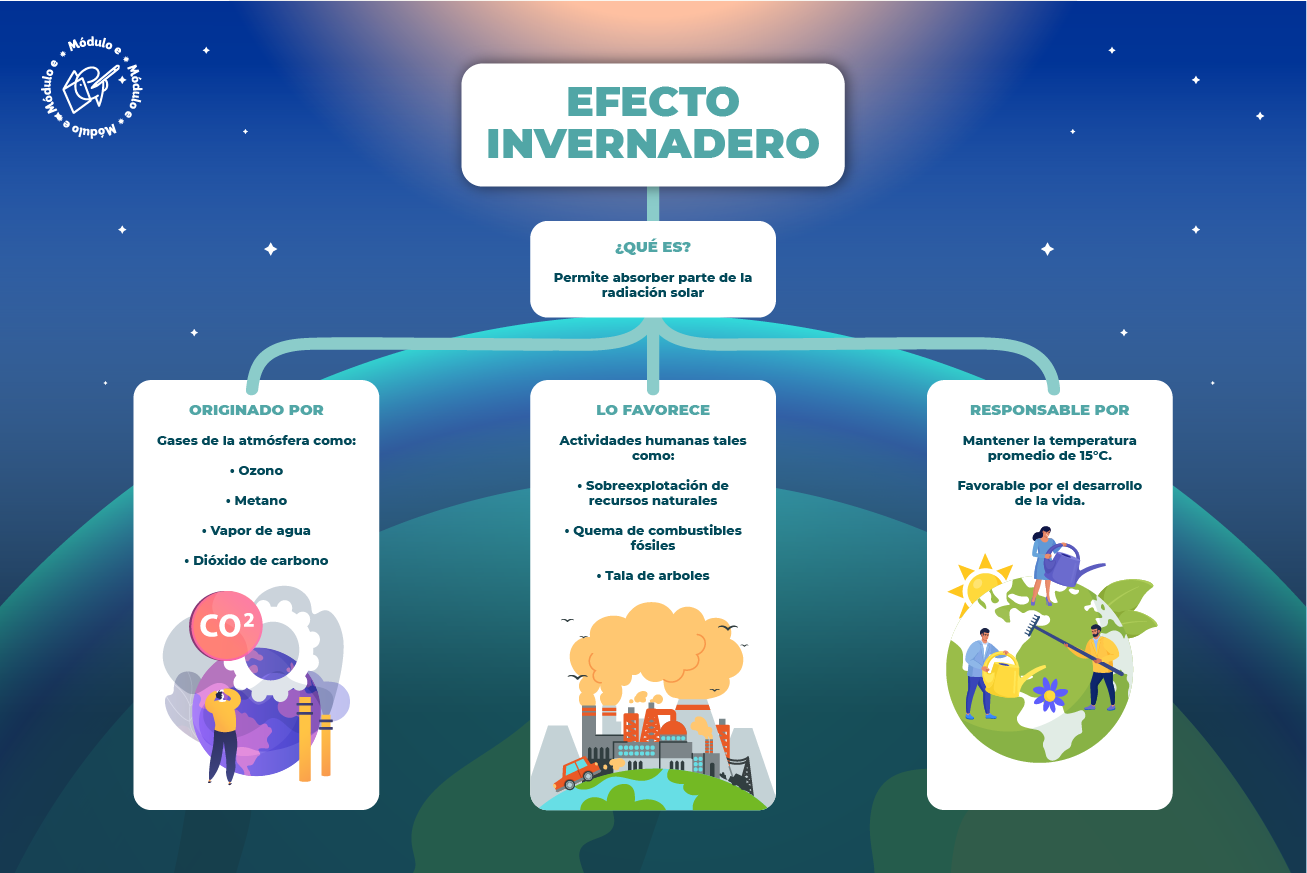 Módulo e * Módulo e * Módulo e * Módulo e *
EFECTO
INVERNADERO
¿QUÉ ES?
Permite absorber parte de la
radiación solar
ORIGINADO POR
Gases de la atmósfera como:
• Ozono
• Metano
• Vapor de agua
• Dióxido de carbono
CO²
LO FAVORECE
Actividades humanas tales
como:
• Sobreexplotación de
recursos naturales
• Quema de combustibles
fósiles
• Tala de arboles
RESPONSABLE POR
Mantener la temperatura
promedio de 15°C.
Favorable por el desarrollo
de la vida.